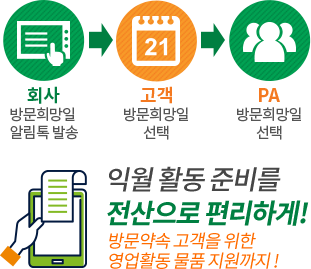 21
회사
고객
PA
방문희망일
알림톡 발송
방문희망일
선택
방문희망일
선택
익월 활동 준비를
전산으로 편리하게!
방문약속 고객을 위한
영업활동 물품 지원까지!